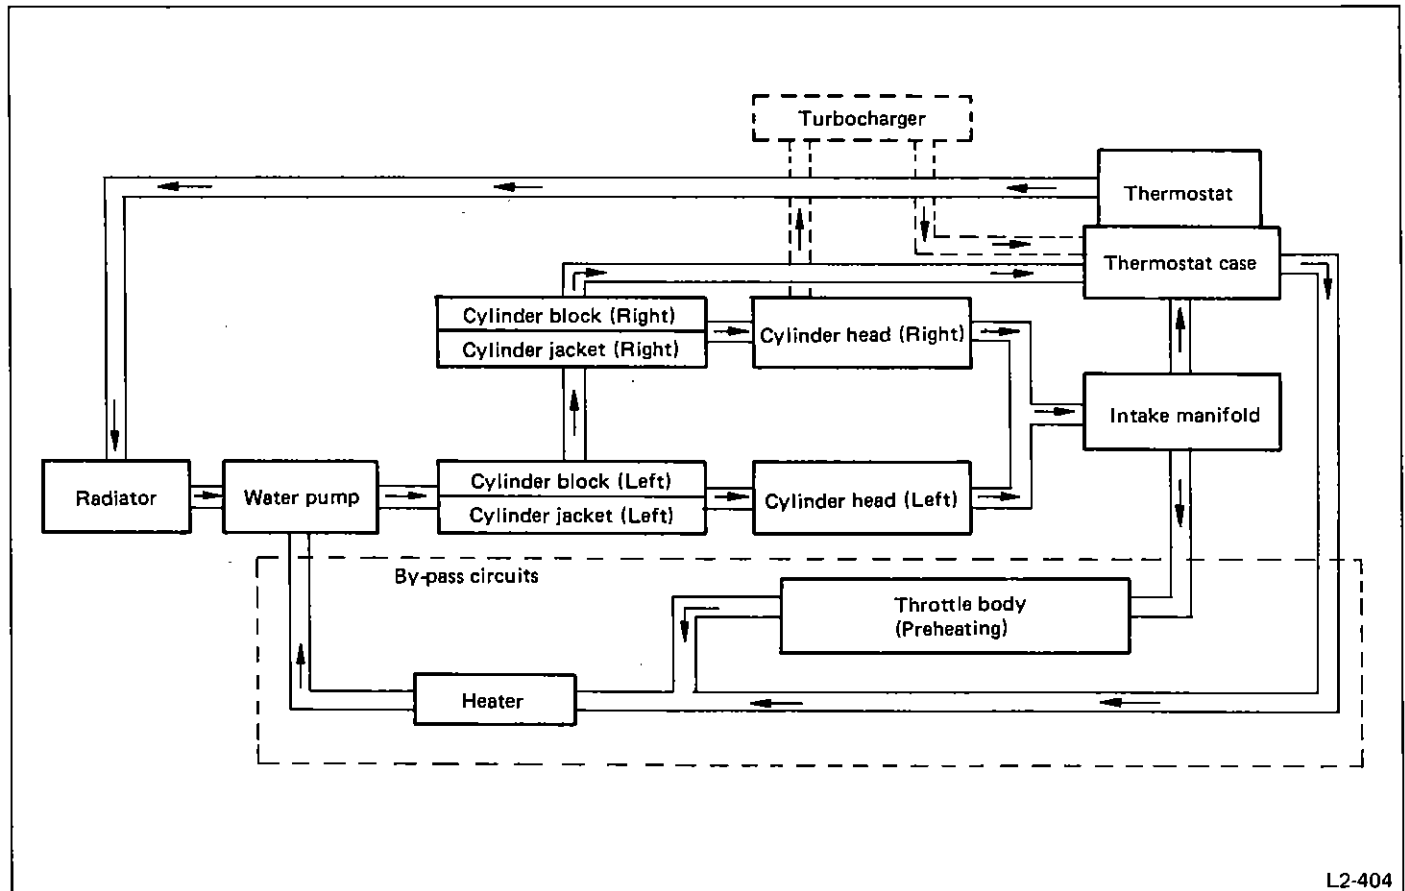 Turbocharger
Thermostat
Thermostat case
Cylinder block (Right)
Cylinder jacket (Right)
Cylinder head (Right)
Intake manifold
Radiator
Water pump
Cylinder block (Left)
Cylinder jacket (Left)
Cylinder head (Left)
By-pass circuits
Throttle body
(Preheating)
Heater
L2-404